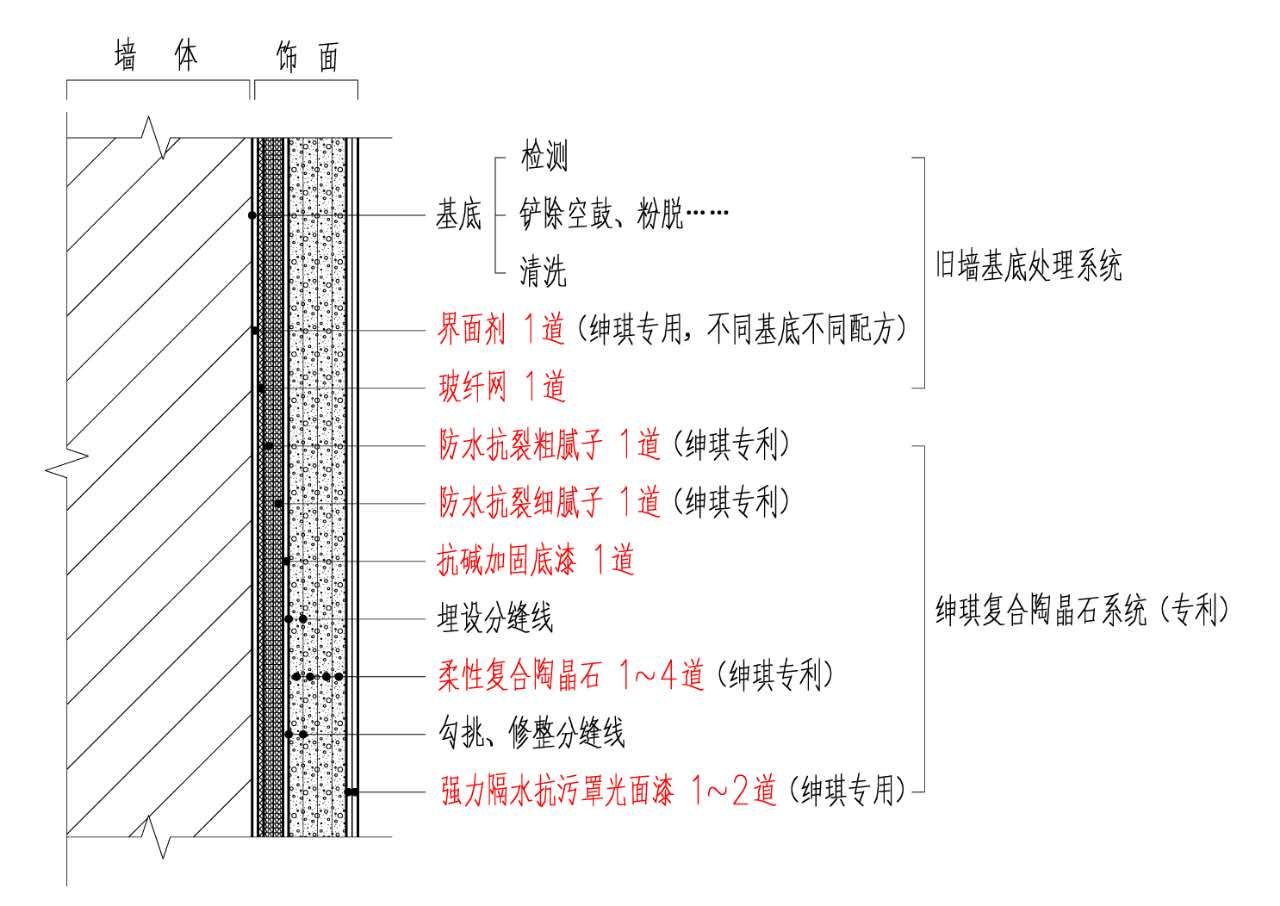 墙 体
饰 面
检测
基底
铲除空鼓、粉脱……
清洗
旧墙基底处理系统
界面剂 1道(绅琪专用，不同基底不同配方)
玻纤网 1道
防水抗裂粗腻子 1道(绅琪专利)
防水抗裂细腻子 1道(绅琪专利)
抗碱加固底漆 1道
埋设分缝线
绅琪复合陶晶石系统(专利)
柔性复合陶晶石 1～4道(绅琪专利)
勾挑、修整分缝线
强力隔水抗污罩光面漆 1～2道(绅琪专用)